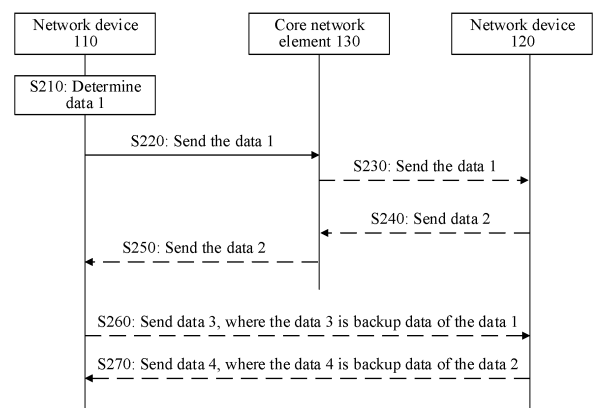 Network device
110
Core network
element 130
Network device
120
S210: Determine
data 1
S220: Send the data 1
S230: Send the data 1
S240: Send data 2
S250: Send the data 2
S260: Send data 3, where the data 3 is backup data of the data 1
S270: Send data 4, where the data 4 is backup data of the data 2